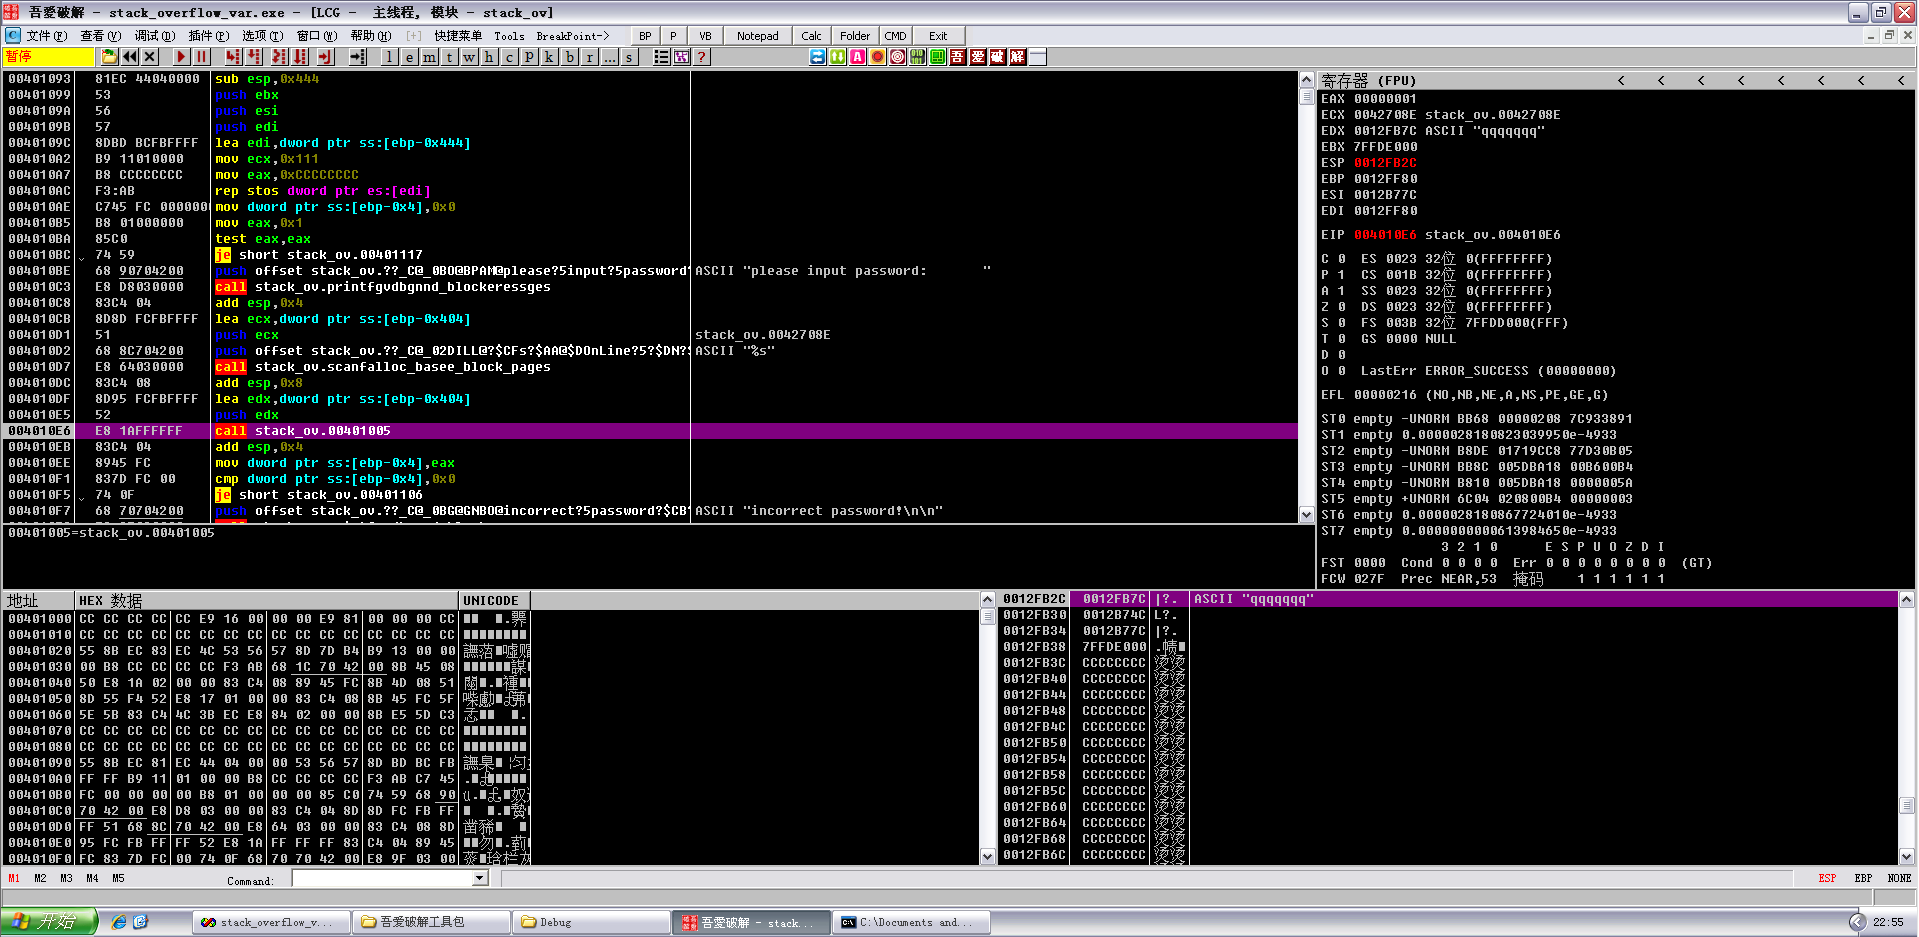 吾爱破解 - stack_overflow_var.exe - [LCG -  主线程, 模块 - stack_ov]
文件(F) 查看(V) 调试(D) 插件(P) 选项(T) 窗口(W) 帮助(H) [+] 快捷菜单 Tools BreakPoint-> BP P VB Notepad Calc Folder CMD Exit
暂停 l e m t w h c p k b r ... s ? 吾 爱 破 解
00401093 81EC 44040000 sub esp,0x444
00401099 53 push ebx
0040109A 56 push esi
0040109B 57 push edi
0040109C 8DBD BCFBFFFF lea edi,dword ptr ss:[ebp-0x444]
004010A2 B9 11010000 mov ecx,0x111
004010A7 B8 CCCCCCCC mov eax,0xCCCCCCCC
004010AC F3:AB rep stos dword ptr es:[edi]
004010AE C745 FC 0000000 mov dword ptr ss:[ebp-0x4],0x0
004010B5 B8 01000000 mov eax,0x1
004010BA 85C0 test eax,eax
004010BC 74 59 je short stack_ov.00401117
004010BE 68 90704200 push offset stack_ov.??_C@_0BO@BPAM@please?5input?5password? ASCII "please input password:       "
004010C3 E8 D8030000 call stack_ov.printfgvdbgnnd_blockeressges
004010C8 83C4 04 add esp,0x4
004010CB 8D8D FCFBFFFF lea ecx,dword ptr ss:[ebp-0x404]
004010D1 51 push ecx stack_ov.0042708E
004010D2 68 8C704200 push offset stack_ov.??_C@_02DILL@?$CFs?$AA@$DOnLine?5?$DN?$ ASCII "%s"
004010D7 E8 64030000 call stack_ov.scanfalloc_basee_block_pages
004010DC 83C4 08 add esp,0x8
004010DF 8D95 FCFBFFFF lea edx,dword ptr ss:[ebp-0x404]
004010E5 52 push edx
004010E6 E8 1AFFFFFF call stack_ov.00401005
004010EB 83C4 04 add esp,0x4
004010EE 8945 FC mov dword ptr ss:[ebp-0x4],eax
004010F1 837D FC 00 cmp dword ptr ss:[ebp-0x4],0x0
004010F5 74 0F je short stack_ov.00401106
004010F7 68 70704200 push offset stack_ov.??_C@_0BG@GNBO@incorrect?5password?$CB? ASCII "incorrect password!\n\n"
00401005=stack_ov.00401005
寄存器 (FPU) < < < < < < < <
EAX 00000001
ECX 0042708E stack_ov.0042708E
EDX 0012FB7C ASCII "qqqqqqq"
EBX 7FFDE000
ESP 0012FB2C
EBP 0012FF80
ESI 0012B77C
EDI 0012FF80
EIP 004010E6 stack_ov.004010E6
C 0 ES 0023 32位 0(FFFFFFFF)
P 1 CS 001B 32位 0(FFFFFFFF)
A 1 SS 0023 32位 0(FFFFFFFF)
Z 0 DS 0023 32位 0(FFFFFFFF)
S 0 FS 003B 32位 7FFDD000(FFF)
T 0 GS 0000 NULL
D 0
O 0 LastErr ERROR_SUCCESS (00000000)
EFL 00000216 (NO,NB,NE,A,NS,PE,GE,G)
ST0 empty -UNORM BB68 00000208 7C933891
ST1 empty 0.0000028180823039950e-4933
ST2 empty -UNORM B8DE 01719CC8 77D30B05
ST3 empty -UNORM BB8C 005DBA18 00B600B4
ST4 empty -UNORM B810 005DBA18 0000005A
ST5 empty +UNORM 6C04 020800B4 00000003
ST6 empty 0.0000028180867724010e-4933
ST7 empty 0.0000000000613984650e-4933
3 2 1 0 E S P U O Z D I
FST 0000 Cond 0 0 0 0 Err 0 0 0 0 0 0 0 0 (GT)
FCW 027F Prec NEAR,53 掩码 1 1 1 1 1 1
地址 HEX 数据 UNICODE
00401000 CC CC CC CC CC E9 16 00 00 00 E9 81 00 00 00 CC
00401010 CC CC CC CC CC CC CC CC CC CC CC CC CC CC CC CC
00401020 55 8B EC 83 EC 4C 53 56 57 8D 7D B4 B9 13 00 00
00401030 00 B8 CC CC CC CC F3 AB 68 1C 70 42 00 8B 45 08
00401040 50 E8 1A 02 00 00 83 C4 08 89 45 FC 8B 4D 08 51
00401050 8D 55 F4 52 E8 17 01 00 00 83 C4 08 8B 45 FC 5F
00401060 5E 5B 83 C4 4C 3B EC E8 84 02 00 00 8B E5 5D C3
00401070 CC CC CC CC CC CC CC CC CC CC CC CC CC CC CC CC
00401080 CC CC CC CC CC CC CC CC CC CC CC CC CC CC CC CC
00401090 55 8B EC 81 EC 44 04 00 00 53 56 57 8D BD BC FB
004010A0 FF FF B9 11 01 00 00 B8 CC CC CC CC F3 AB C7 45
004010B0 FC 00 00 00 00 B8 01 00 00 00 85 C0 74 59 68 90
004010C0 70 42 00 E8 D8 03 00 00 83 C4 04 8D 8D FC FB FF
004010D0 FF 51 68 8C 70 42 00 E8 64 03 00 00 83 C4 08 8D
004010E0 95 FC FB FF FF 52 E8 1A FF FF FF 83 C4 04 89 45
004010F0 FC 83 7D FC 00 74 0F 68 70 70 42 00 E8 9F 03 00
0012FB2C 0012FB7C |?. ASCII "qqqqqqq"
0012FB30 0012B74C L?.
0012FB34 0012B77C |?.
0012FB38 7FFDE000
0012FB3C CCCCCCCC 烫烫
0012FB40 CCCCCCCC 烫烫
0012FB44 CCCCCCCC 烫烫
0012FB48 CCCCCCCC 烫烫
0012FB4C CCCCCCCC 烫烫
0012FB50 CCCCCCCC 烫烫
0012FB54 CCCCCCCC 烫烫
0012FB58 CCCCCCCC 烫烫
0012FB5C CCCCCCCC 烫烫
0012FB60 CCCCCCCC 烫烫
0012FB64 CCCCCCCC 烫烫
0012FB68 CCCCCCCC 烫烫
0012FB6C CCCCCCCC 烫烫
M1 M2 M3 M4 M5 Command: ESP EBP NONE
开始 stack_overflow_v... 吾爱破解工具包 Debug 吾爱破解 - stack... C:\Documents and... 22:55